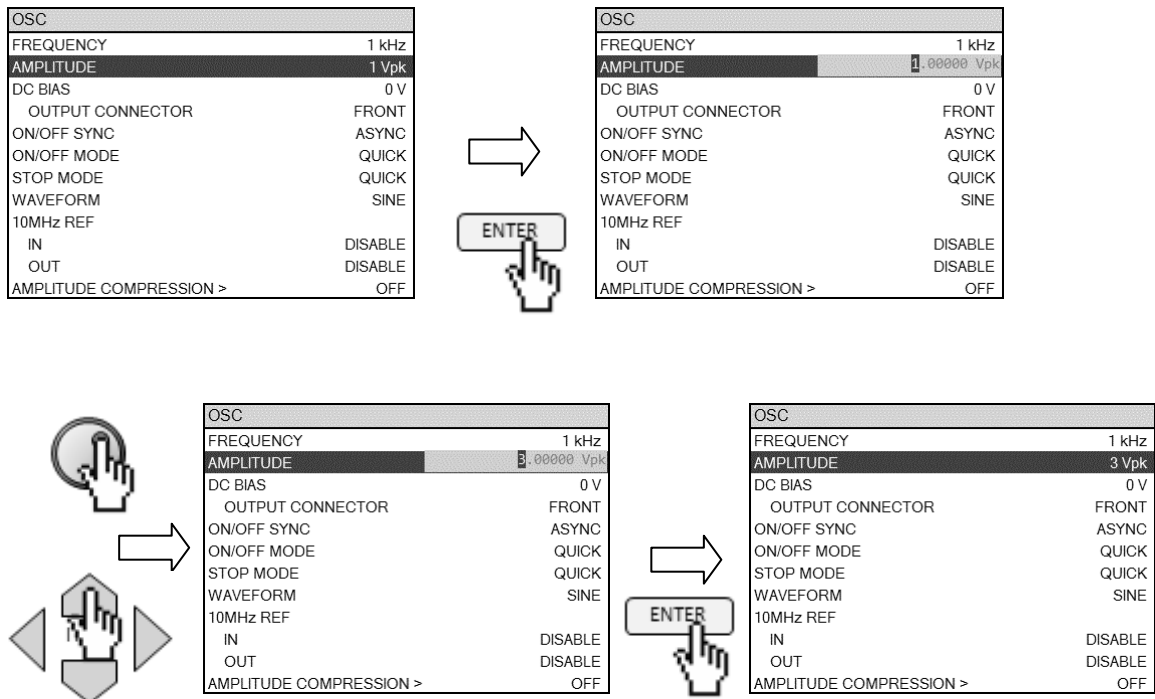 OSC
FREQUENCY 1 kHz
AMPLITUDE 1 Vpk
DC BIAS 0 V
OUTPUT CONNECTOR FRONT
ON/OFF SYNC ASYNC
ON/OFF MODE QUICK
STOP MODE QUICK
WAVEFORM SINE
10MHz REF
IN DISABLE
OUT DISABLE
AMPLITUDE COMPRESSION > OFF
ENTER
OSC
FREQUENCY 1 kHz
AMPLITUDE 1.00000 Vpk
DC BIAS 0 V
OUTPUT CONNECTOR FRONT
ON/OFF SYNC ASYNC
ON/OFF MODE QUICK
STOP MODE QUICK
WAVEFORM SINE
10MHz REF
IN DISABLE
OUT DISABLE
AMPLITUDE COMPRESSION > OFF
OSC
FREQUENCY 1 kHz
AMPLITUDE 3.00000 Vpk
DC BIAS 0 V
OUTPUT CONNECTOR FRONT
ON/OFF SYNC ASYNC
ON/OFF MODE QUICK
STOP MODE QUICK
WAVEFORM SINE
10MHz REF
IN DISABLE
OUT DISABLE
AMPLITUDE COMPRESSION > OFF
ENTER
OSC
FREQUENCY 1 kHz
AMPLITUDE 3 Vpk
DC BIAS 0 V
OUTPUT CONNECTOR FRONT
ON/OFF SYNC ASYNC
ON/OFF MODE QUICK
STOP MODE QUICK
WAVEFORM SINE
10MHz REF
IN DISABLE
OUT DISABLE
AMPLITUDE COMPRESSION > OFF